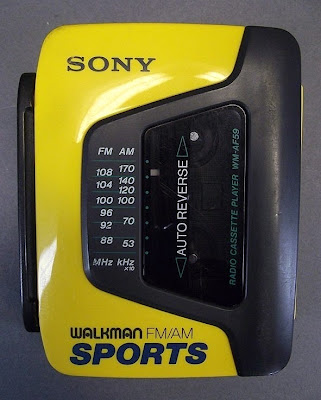 SONY
FM AM
108 170
104 140
120
100 100
96
92 70
88 53
MHz kHz
×10
◁ AUTO REVERSE ▷
RADIO CASSETTE PLAYER WM-AF59
WALKMAN FM/AM
SPORTS